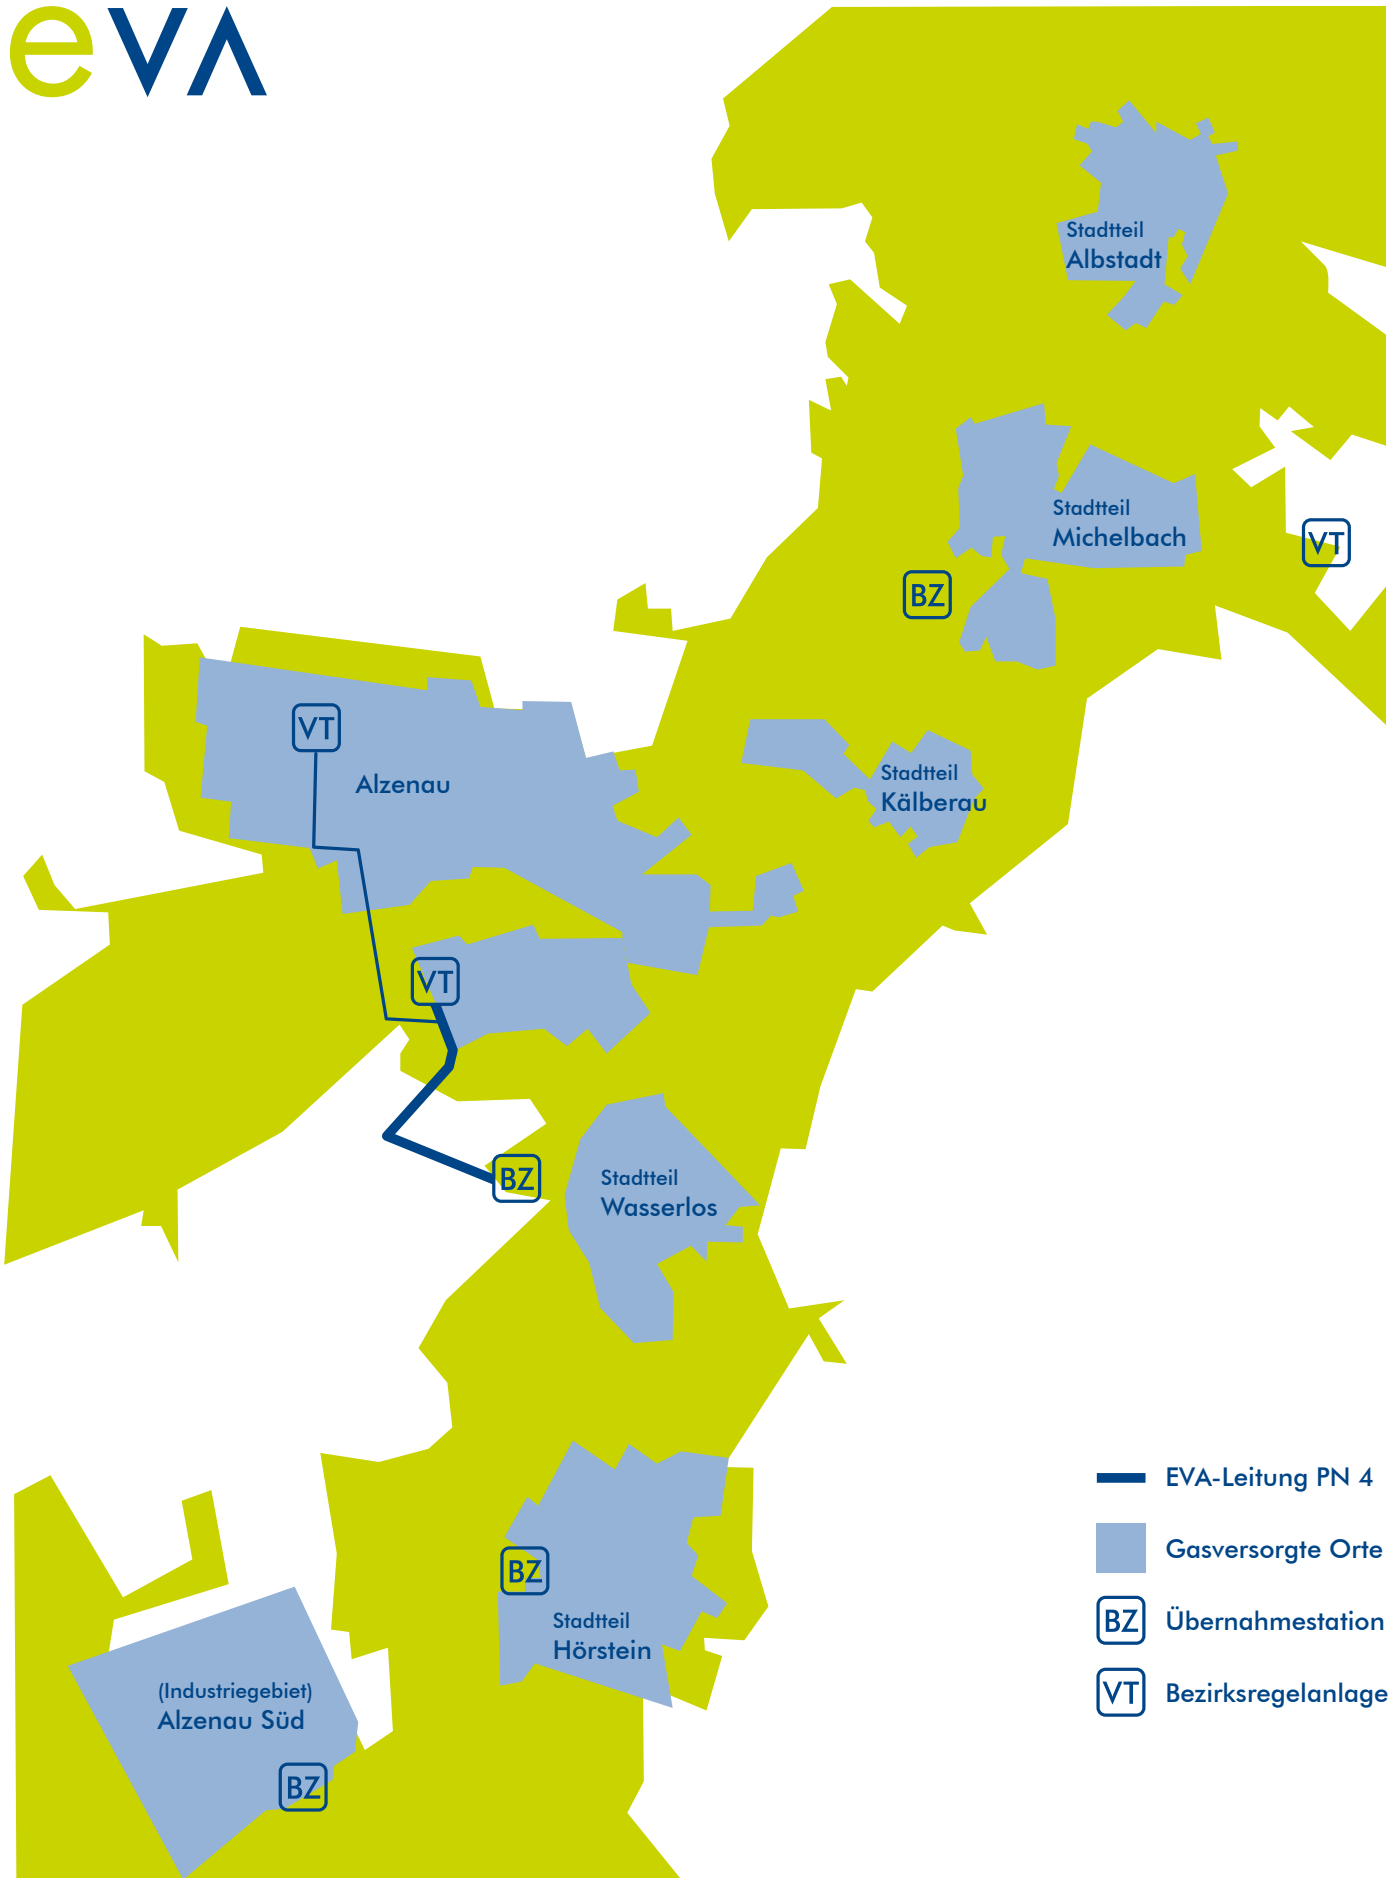 eVA
Stadtteil
Albstadt
Stadtteil
Michelbach
VT
BZ
VT
Alzenau
Stadtteil
Kälberau
VT
BZ
Stadtteil
Wasserlos
BZ
Stadtteil
Hörstein
(Industriegebiet)
Alzenau Süd
BZ
EVA-Leitung PN 4
Gasversorgte Orte
BZ Übernahmestation
VT Bezirksregelanlage